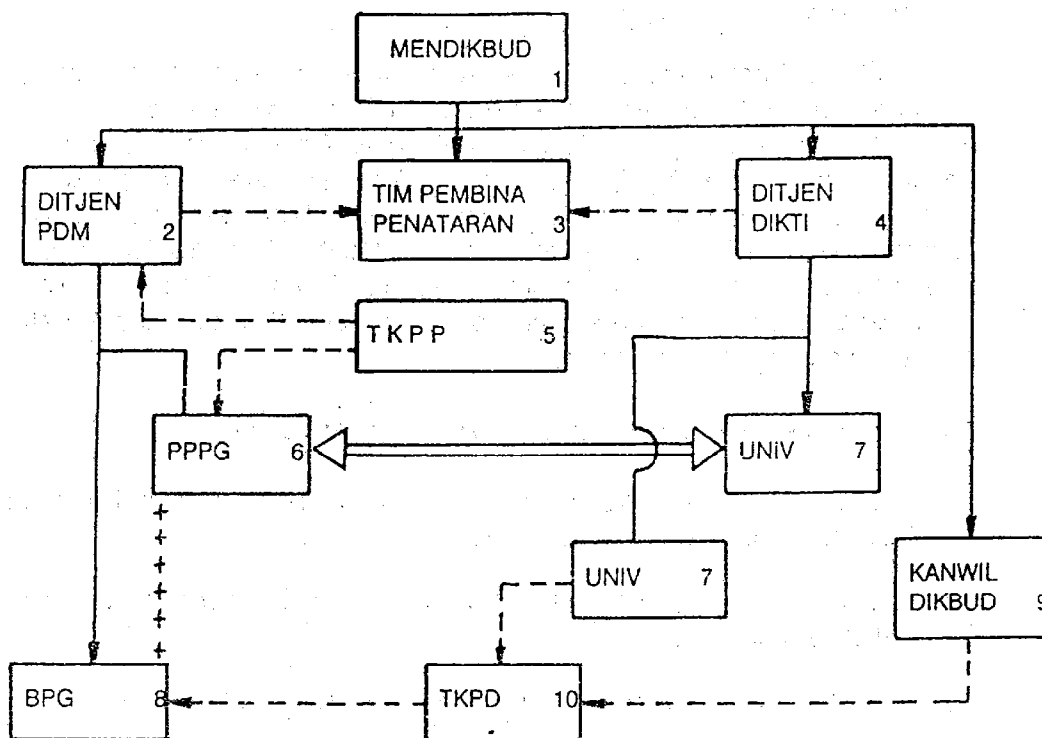 MENDIKBUD
1
DITJEN
PDM 2
TIM PEMBINA
PENATARAN 3
DITJEN
DIKTI 4
T K P P 5
PPPG 6
UNiV 7
UNIV 7
KANWIL
DIKBUD 9
BPG 8
TKPD 10